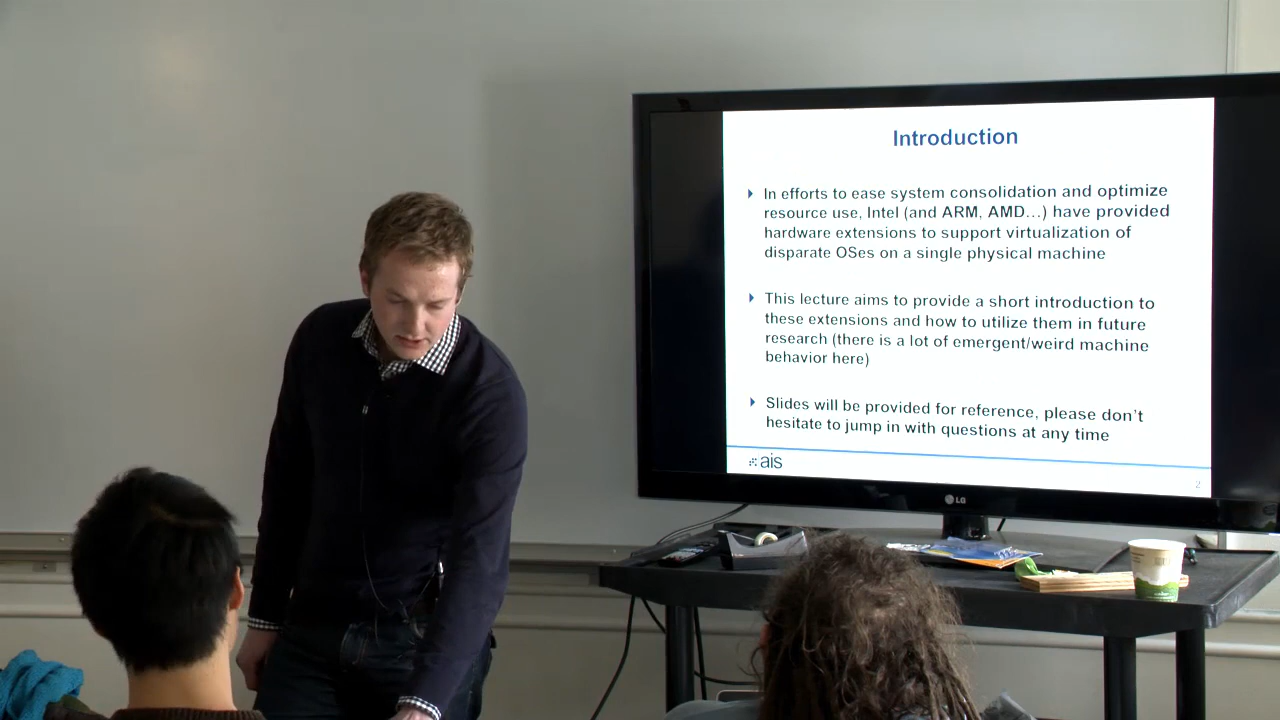 Introduction
In efforts to ease system consolidation and optimize
resource use, Intel (and ARM, AMD...) have provided
hardware extensions to support virtualization of
disparate OSes on a single physical machine
This lecture aims to provide a short introduction to
these extensions and how to utilize them in future
research (there is a lot of emergent/weird machine
behavior here)
Slides will be provided for reference, please don't
hesitate to jump in with questions at any time
ais
2
LG